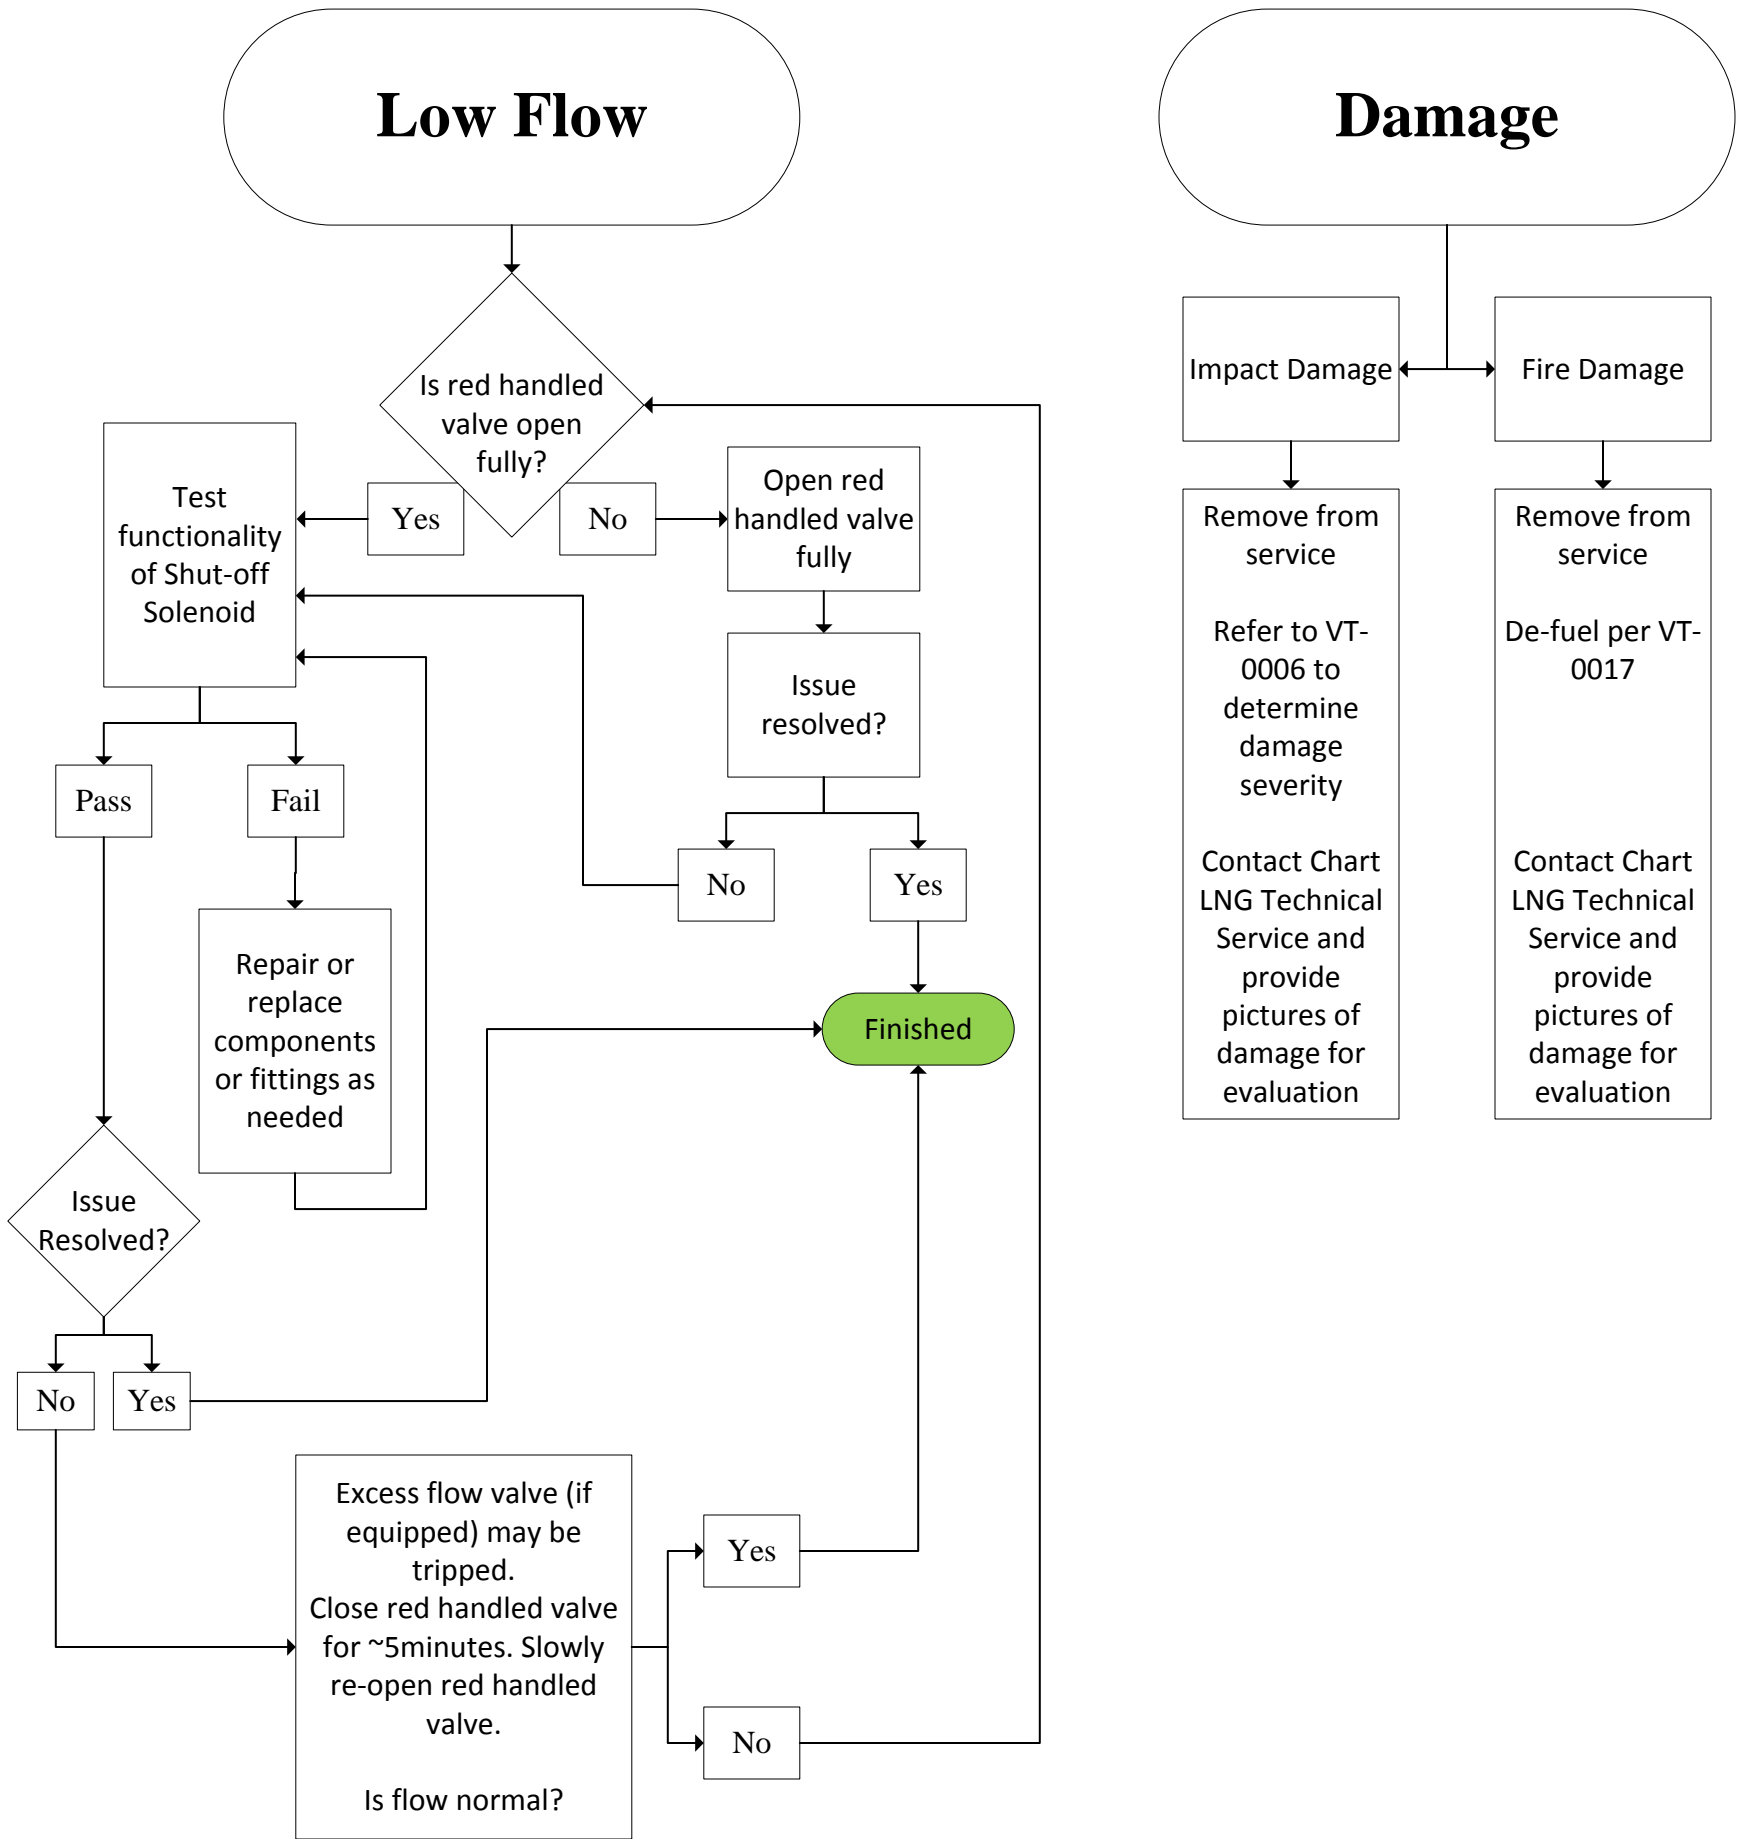 Low Flow
Is red handled
valve open
fully?
Yes
No
Test
functionality
of Shut-off
Solenoid
Open red
handled valve
fully
Issue
resolved?
No
Yes
Pass
Fail
Repair or
replace
components
or fittings as
needed
Finished
Issue
Resolved?
No
Yes
Excess flow valve (if
equipped) may be
tripped.
Close red handled valve
for ~5minutes. Slowly
re-open red handled
valve.
Is flow normal?
Yes
No
Damage
Impact Damage
Fire Damage
Remove from
service
Refer to VT-
0006 to
determine
damage
severity
Contact Chart
LNG Technical
Service and
provide
pictures of
damage for
evaluation
Remove from
service
De-fuel per VT-
0017
Contact Chart
LNG Technical
Service and
provide
pictures of
damage for
evaluation